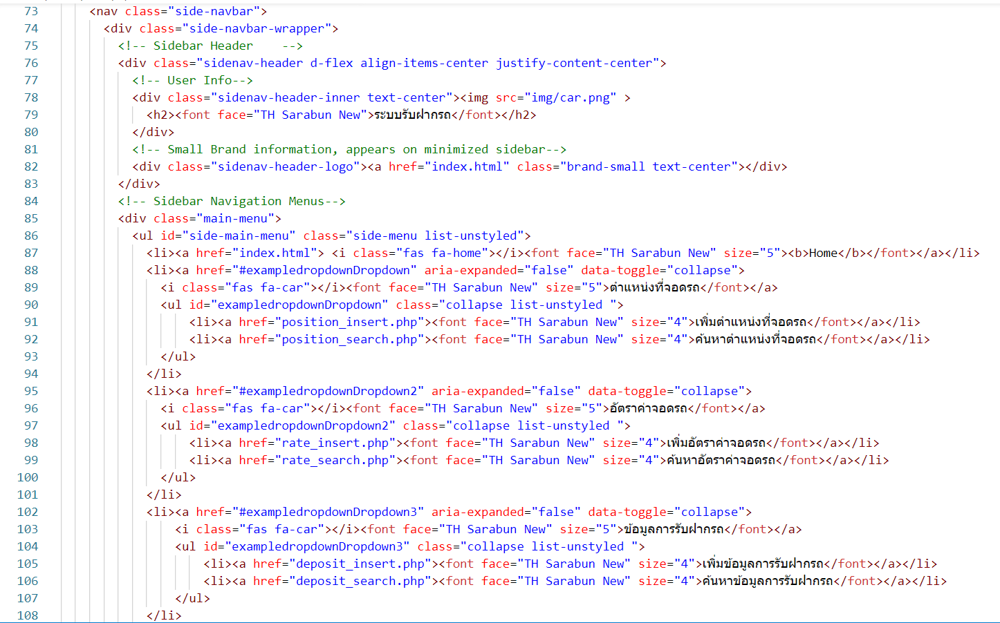 73 <nav class="side-navbar">
74 <div class="side-navbar-wrapper">
75 <!-- Sidebar Header    -->
76 <div class="sidenav-header d-flex align-items-center justify-content-center">
77 <!-- User Info-->
78 <div class="sidenav-header-inner text-center"><img src="img/car.png" >
79 <h2><font face="TH Sarabun New">ระบบรับฝากรถ</font></h2>
80 </div>
81 <!-- Small Brand information, appears on minimized sidebar-->
82 <div class="sidenav-header-logo"><a href="index.html" class="brand-small text-center"></div>
83 </div>
84 <!-- Sidebar Navigation Menus-->
85 <div class="main-menu">
86 <ul id="side-main-menu" class="side-menu list-unstyled">
87 <li><a href="index.html"> <i class="fas fa-home"></i><font face="TH Sarabun New" size="5"><b>Home</b></font></a></li>
88 <li><a href="#exampledropdownDropdown" aria-expanded="false" data-toggle="collapse">
89 <i class="fas fa-car"></i><font face="TH Sarabun New" size="5">ตำแหน่งที่จอดรถ</font></a>
90 <ul id="exampledropdownDropdown" class="collapse list-unstyled ">
91 <li><a href="position_insert.php"><font face="TH Sarabun New" size="4">เพิ่มตำแหน่งที่จอดรถ</font></a></li>
92 <li><a href="position_search.php"><font face="TH Sarabun New" size="4">ค้นหาตำแหน่งที่จอดรถ</font></a></li>
93 </ul>
94 </li>
95 <li><a href="#exampledropdownDropdown2" aria-expanded="false" data-toggle="collapse">
96 <i class="fas fa-car"></i><font face="TH Sarabun New" size="5">อัตราค่าจอดรถ</font></a>
97 <ul id="exampledropdownDropdown2" class="collapse list-unstyled ">
98 <li><a href="rate_insert.php"><font face="TH Sarabun New" size="4">เพิ่มอัตราค่าจอดรถ</font></a></li>
99 <li><a href="rate_search.php"><font face="TH Sarabun New" size="4">ค้นหาอัตราค่าจอดรถ</font></a></li>
100 </ul>
101 </li>
102 <li><a href="#exampledropdownDropdown3" aria-expanded="false" data-toggle="collapse">
103 <i class="fas fa-car"></i><font face="TH Sarabun New" size="5">ข้อมูลการรับฝากรถ</font></a>
104 <ul id="exampledropdownDropdown3" class="collapse list-unstyled ">
105 <li><a href="deposit_insert.php"><font face="TH Sarabun New" size="4">เพิ่มข้อมูลการรับฝากรถ</font></a></li>
106 <li><a href="deposit_search.php"><font face="TH Sarabun New" size="4">ค้นหาข้อมูลการรับฝากรถ</font></a></li>
107 </ul>
108 </li>